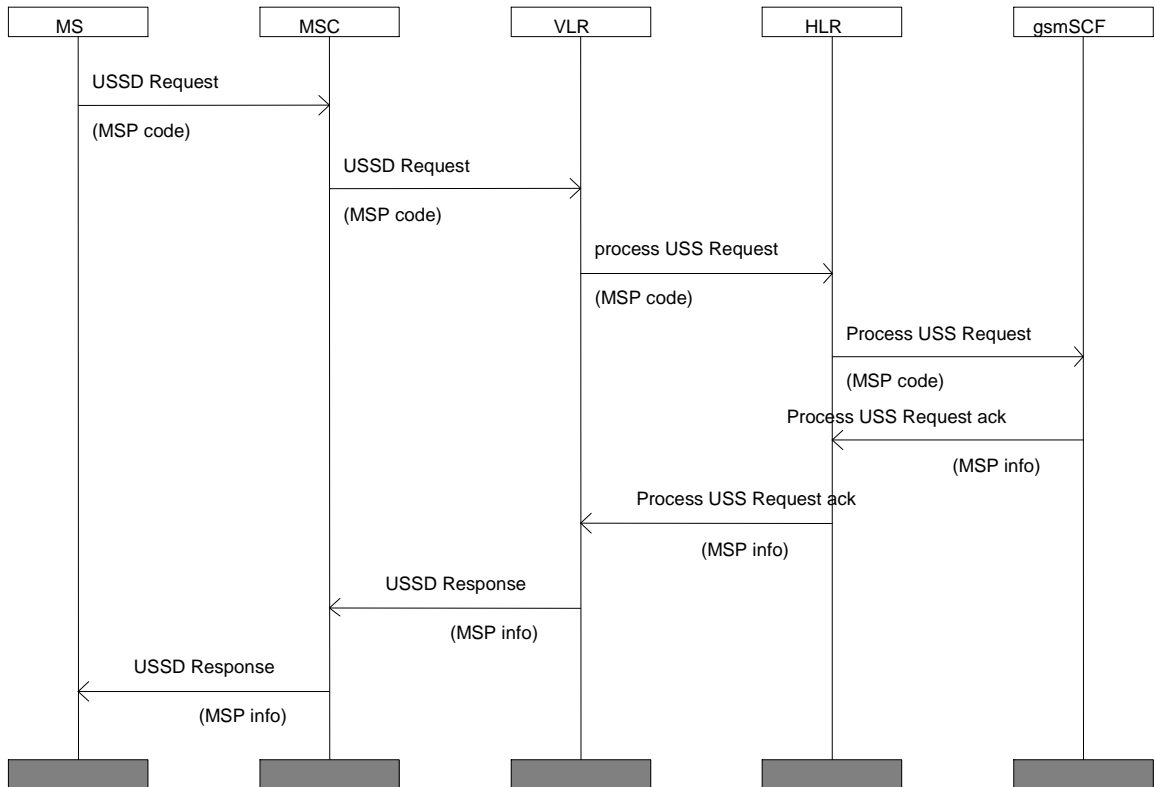 MS
MSC
VLR
HLR
gsmSCF
USSD Request
(MSP code)
USSD Request
(MSP code)
process USS Request
(MSP code)
Process USS Request
(MSP code)
Process USS Request ack
(MSP info)
Process USS Request ack
(MSP info)
USSD Response
(MSP info)
USSD Response
(MSP info)